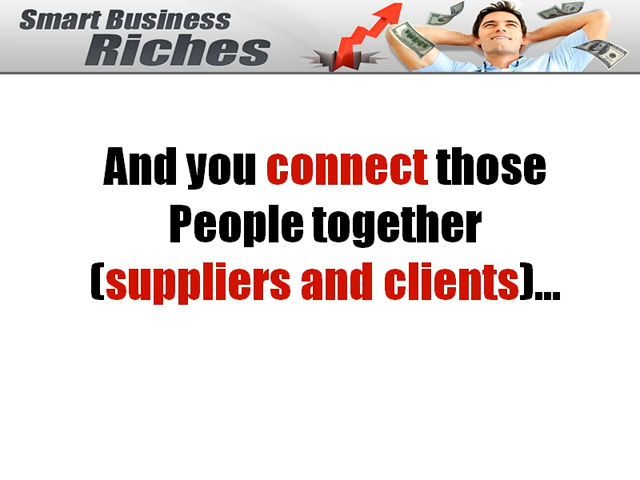 Smart Business
Riches
And you connect those
People together
(suppliers and clients)...